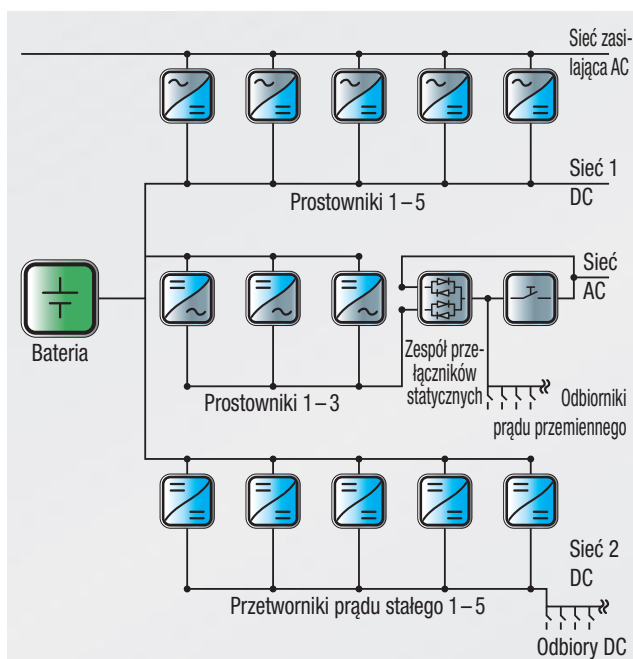 Sieć zasi-
lająca AC
Sieć 1
DC
Prostowniki 1–5
Sieć
AC
Bateria
Zespół prze-
łączników
statycznych
Prostowniki 1–3
Odbiorniki
prądu przemiennego
Sieć 2
DC
Przetworniki prądu stałego 1–5
Odbiory DC